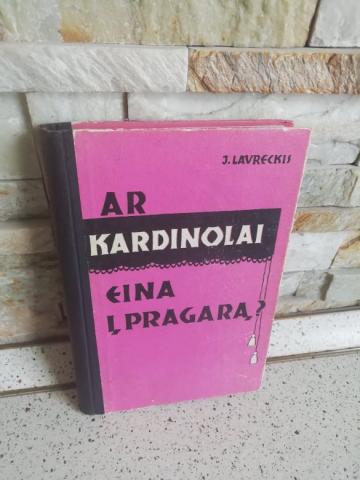 J. LAVRECKIS
AR
KARDINOLAI
EINA
Į PRAGARĄ?